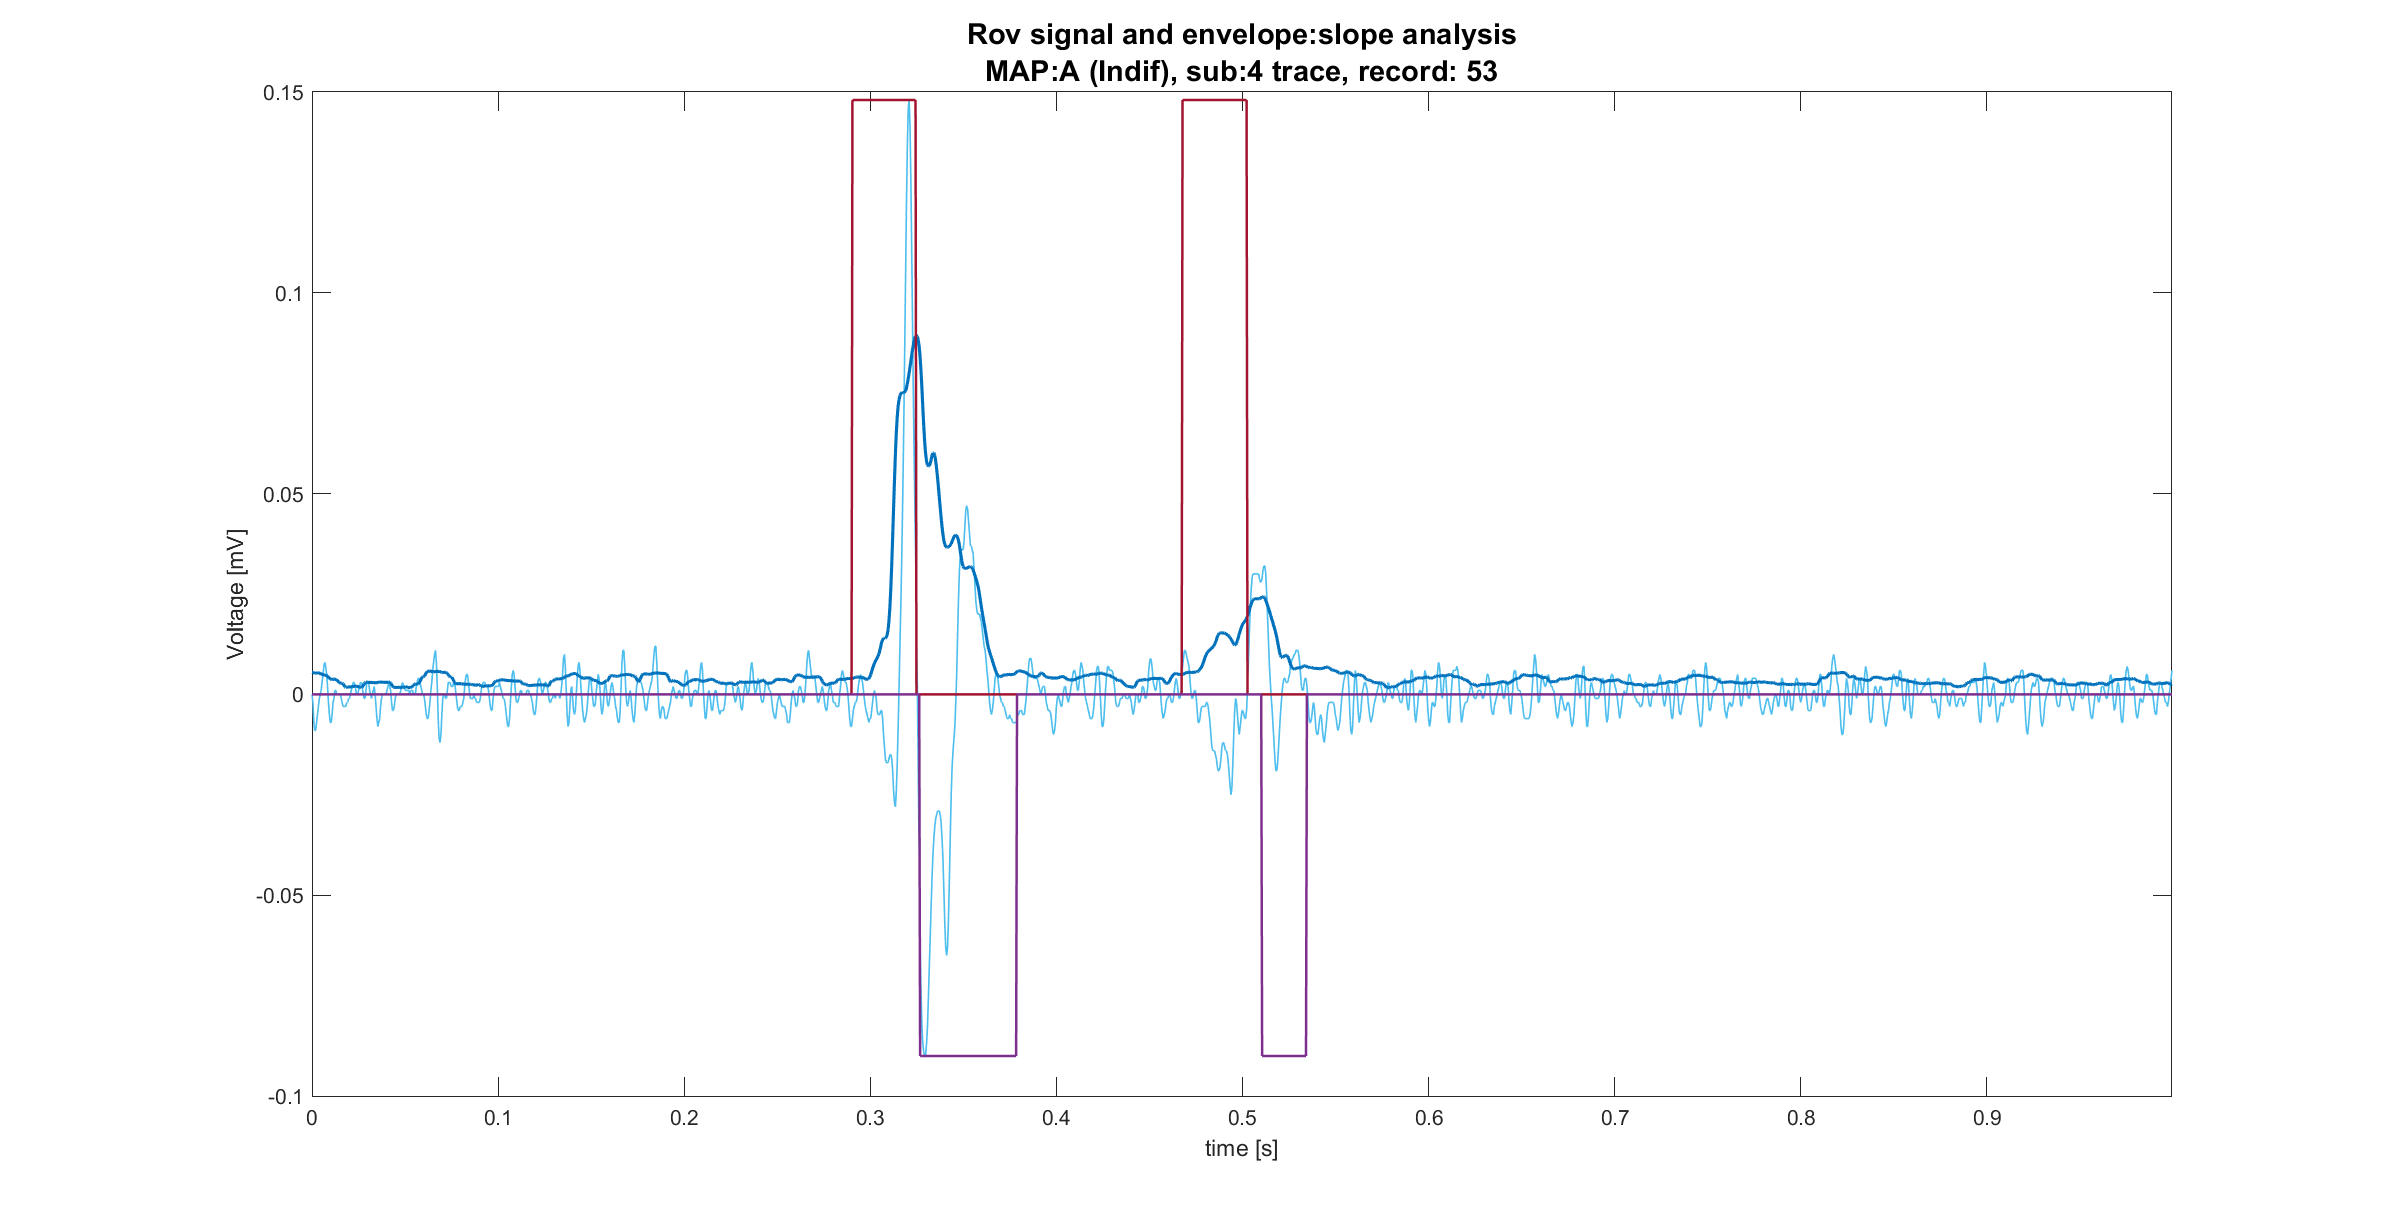 Rov signal and envelope:slope analysis
MAP:A (Indif), sub:4 trace, record: 53
0.15
0.1
0.05
0
-0.05
-0.1
Voltage [mV]
0 0.1 0.2 0.3 0.4 0.5 0.6 0.7 0.8 0.9
time [s]